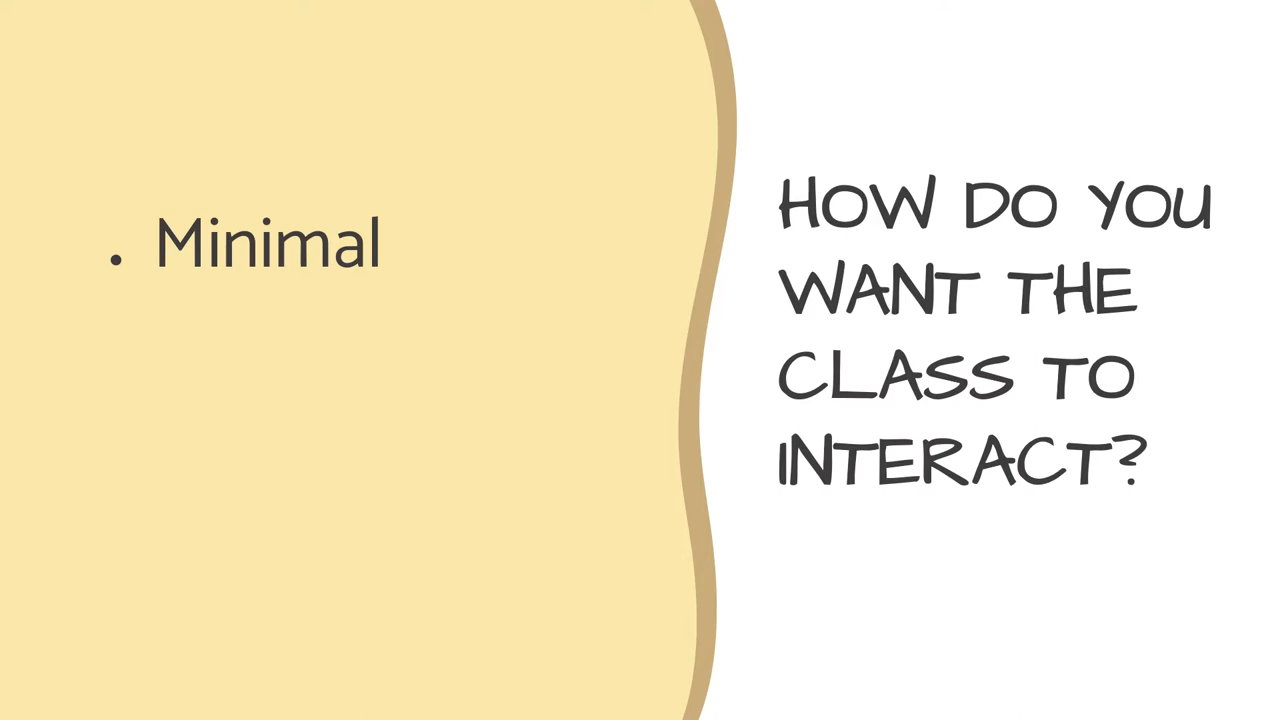 . Minimal
HOW DO YOU
WANT THE
CLASS TO
INTERACT?